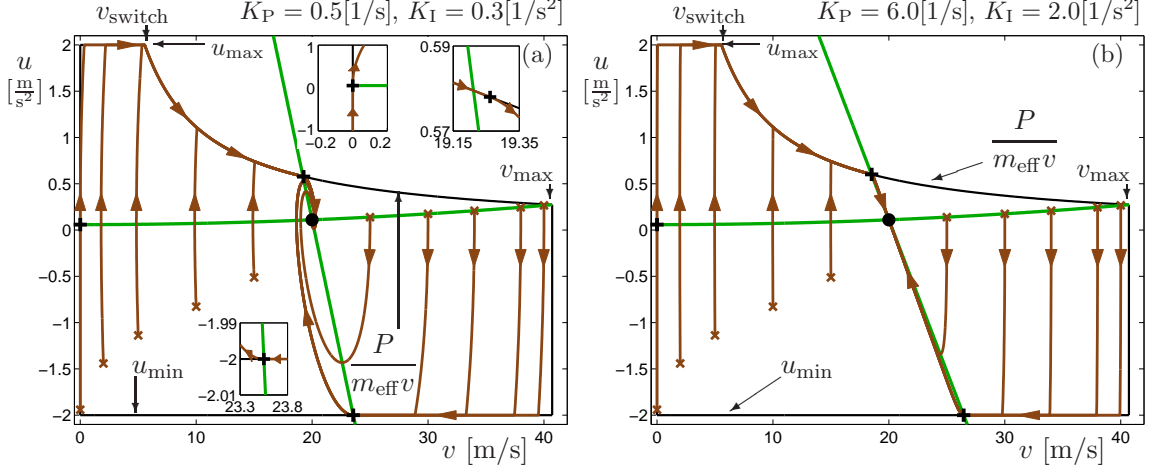 K_P = 0.5[1/s], K_I = 0.3[1/s²]
v_switch
u_max
(a)
u
[m/s²]
2
1.5
1
0.5
0
−0.5
−1
−1.5
−2
1
0
−1
−0.2
0
0.2
0.59
0.57
19.15
19.35
v_max
−1.99
−2
−2.01
23.3
23.8
P
m_eff v
u_min
0
10
20
30
40
v [m/s]
K_P = 6.0[1/s], K_I = 2.0[1/s²]
v_switch
u_max
(b)
u
[m/s²]
2
1.5
1
0.5
0
−0.5
−1
−1.5
−2
P
m_eff v
v_max
u_min
0
10
20
30
40
v [m/s]